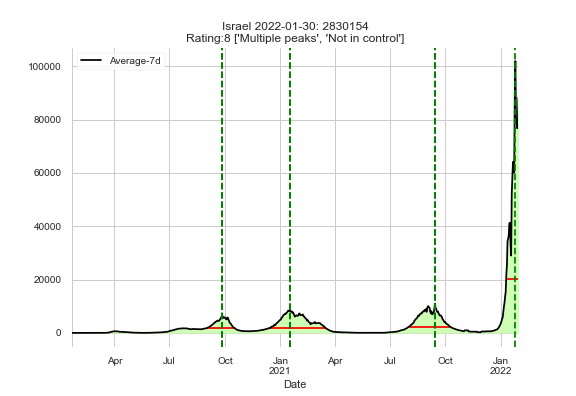 Israel 2022-01-30: 2830154
Rating:8 ['Multiple peaks', 'Not in control']
Average-7d
100000
80000
60000
40000
20000
0
Apr Jul Oct Jan Apr Jul Oct Jan
2021 2022
Date